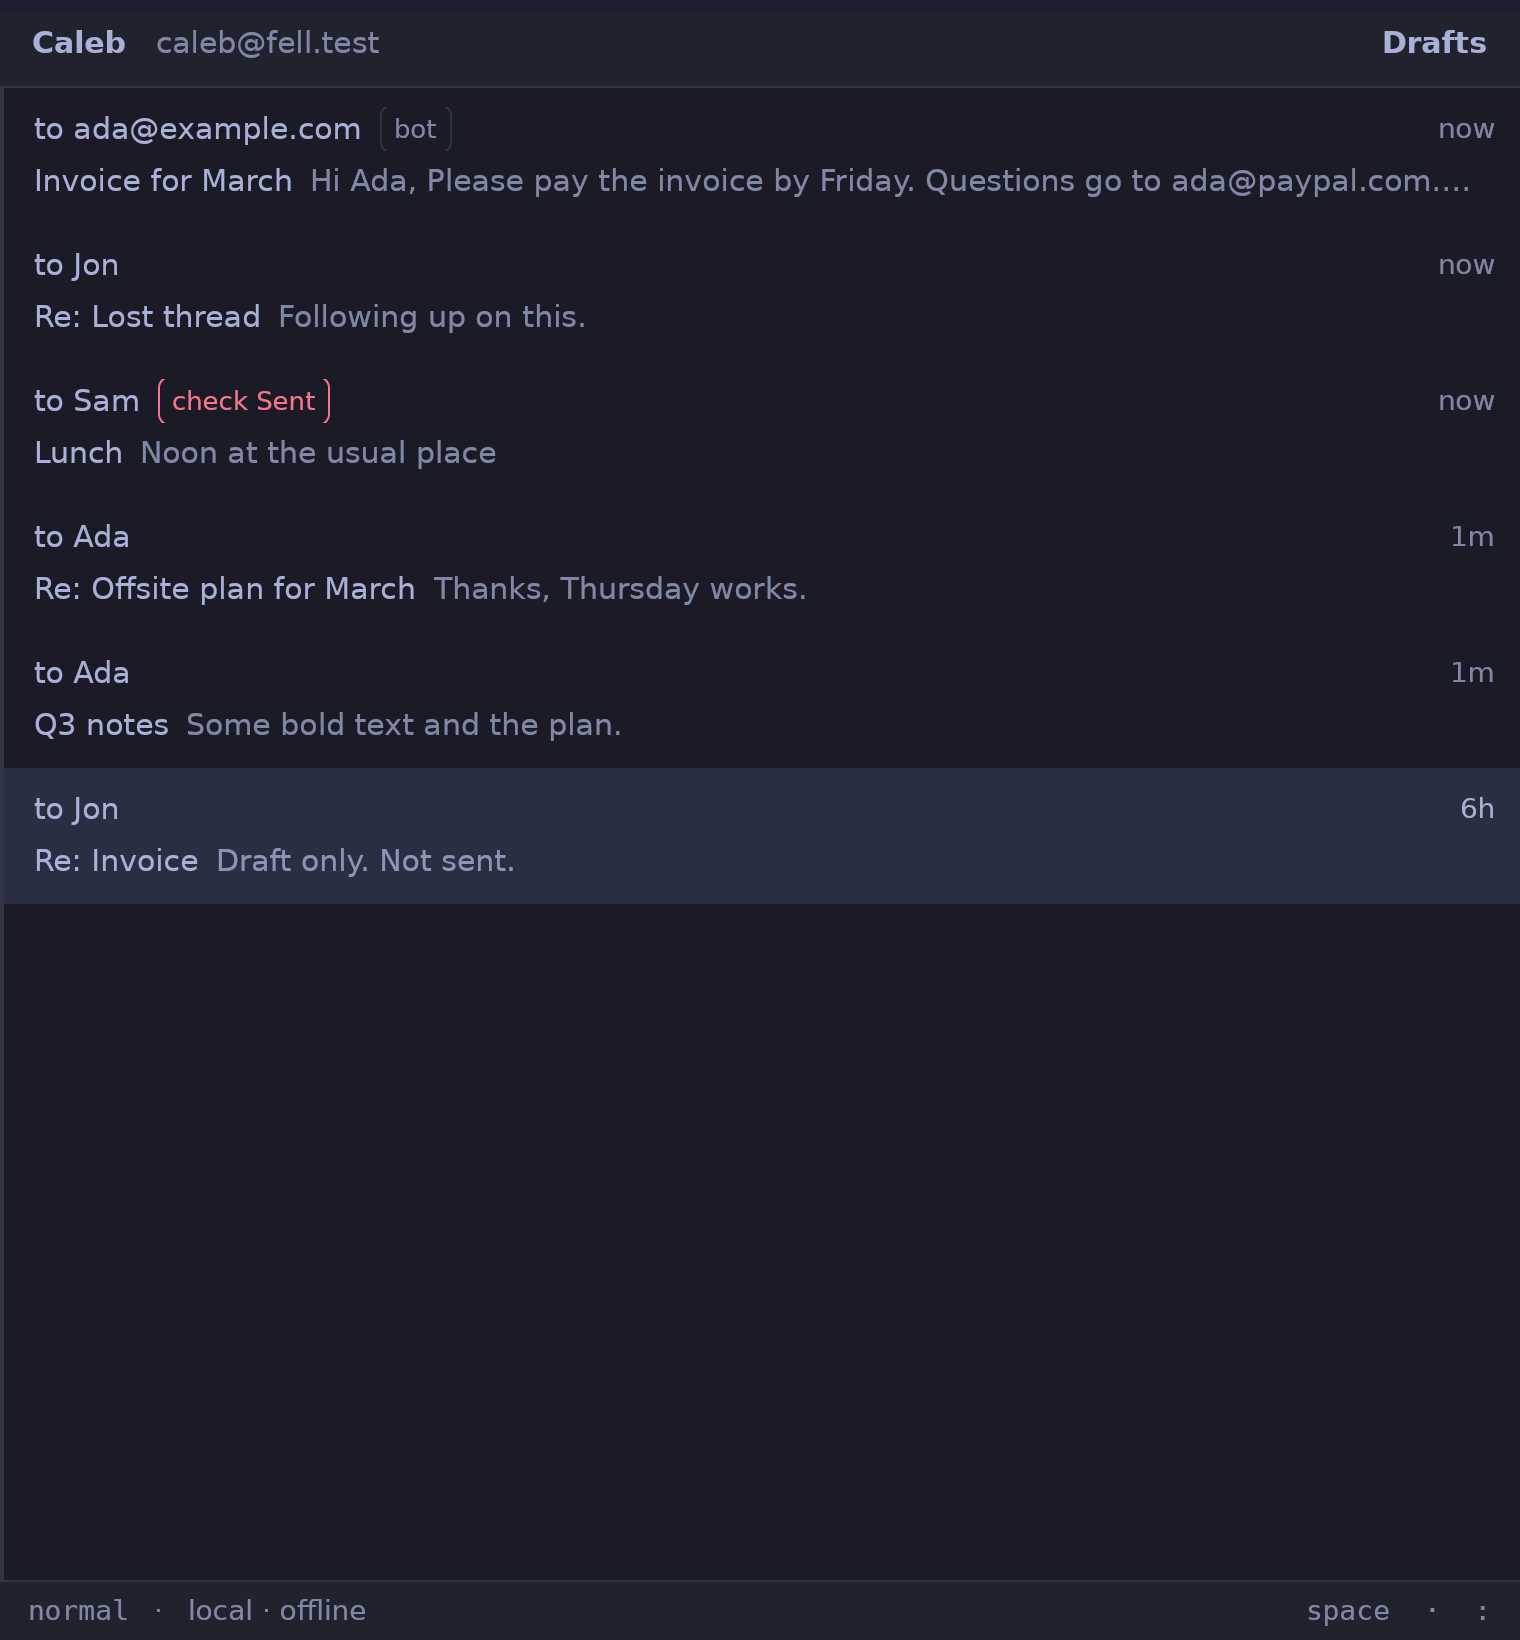 Caleb caleb@fell.test Drafts
to ada@example.com bot now
Invoice for March Hi Ada, Please pay the invoice by Friday. Questions go to ada@paypal.com....
to Jon now
Re: Lost thread Following up on this.
to Sam check Sent now
Lunch Noon at the usual place
to Ada 1m
Re: Offsite plan for March Thanks, Thursday works.
to Ada 1m
Q3 notes Some bold text and the plan.
to Jon 6h
Re: Invoice Draft only. Not sent.
normal · local · offline space · :